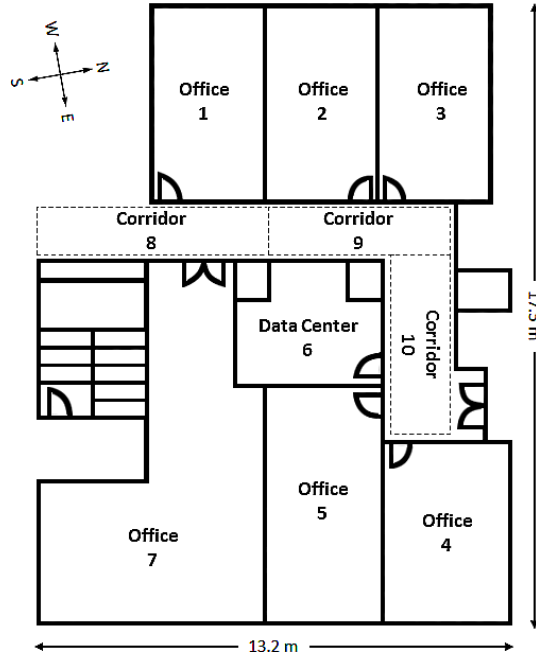 W
N
S
E
Office
1
Office
2
Office
3
Corridor
8
Corridor
9
Data Center
6
Corridor
10
Office
5
Office
4
Office
7
17.5 m
13.2 m